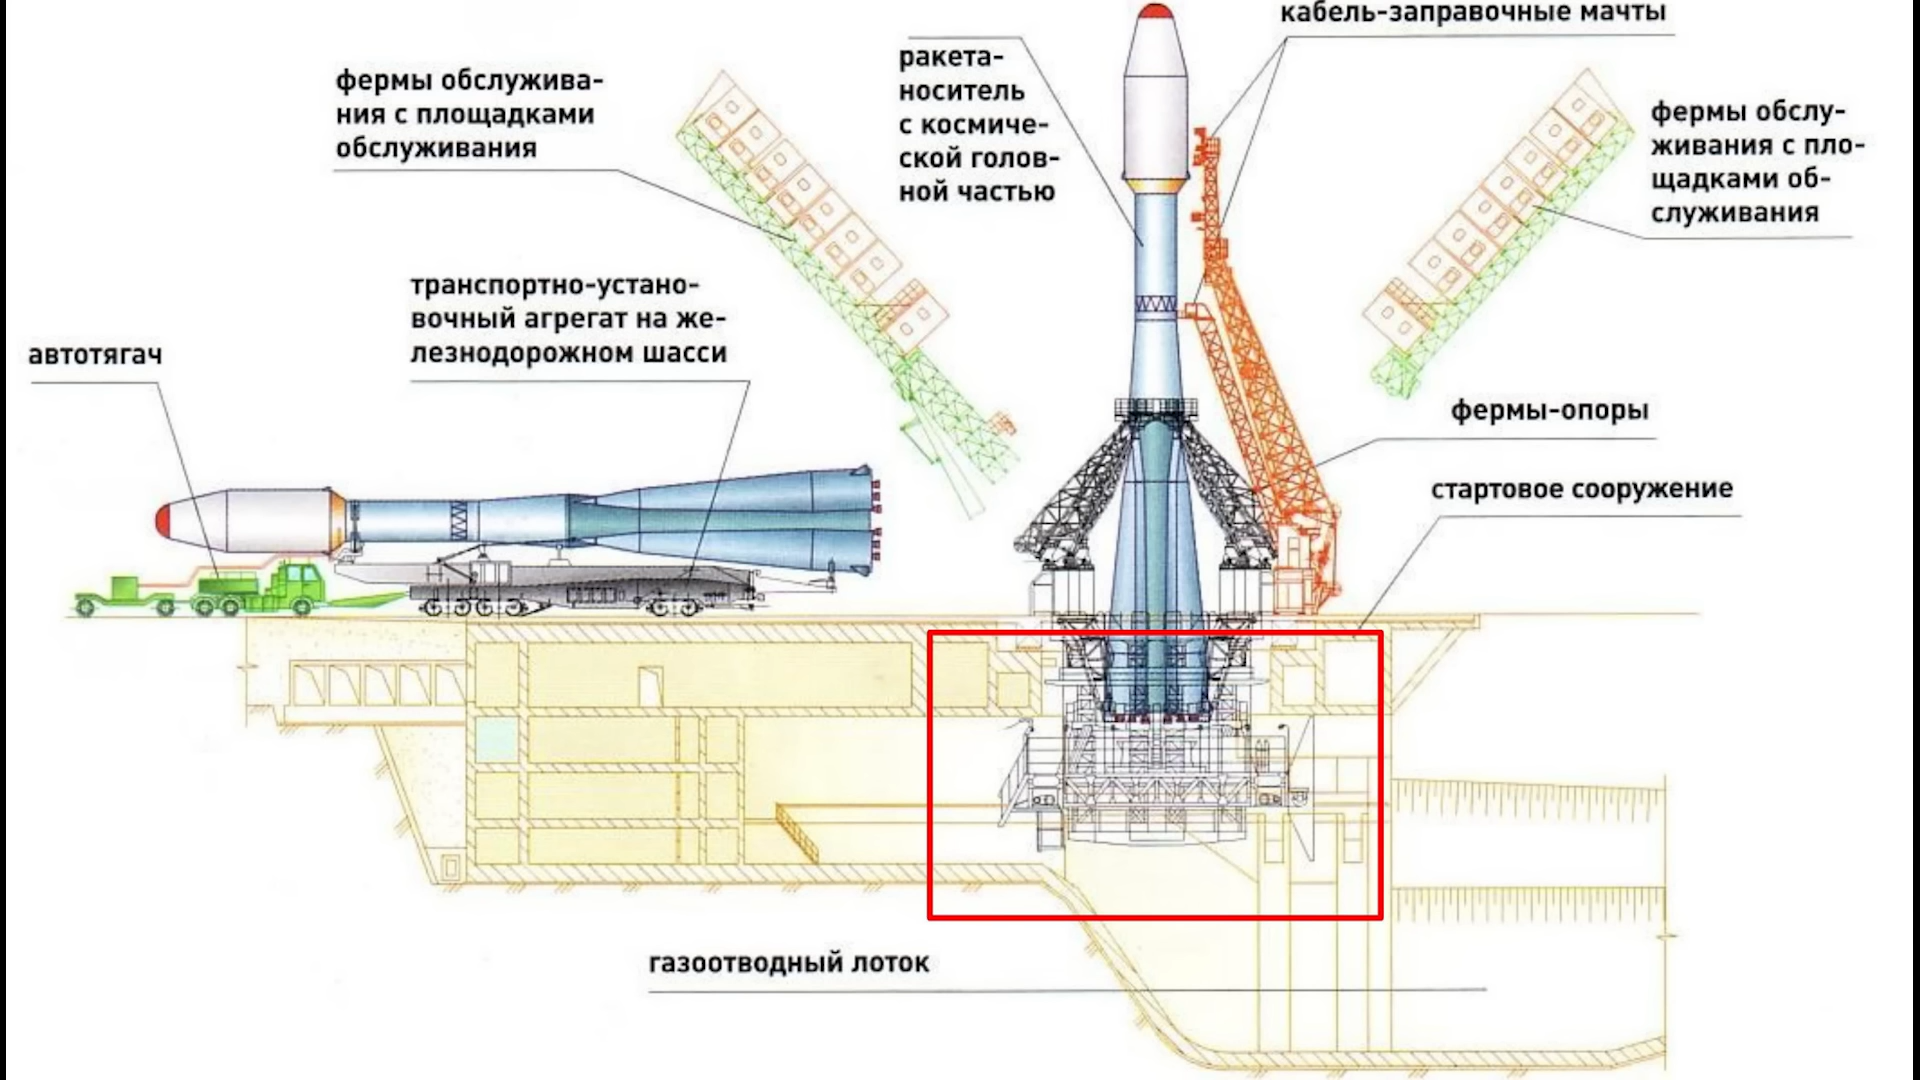 кабель-заправочные мачты
ракета-
носитель
с космиче-
ской голов-
ной частью
фермы обслужива-
ния с площадками
обслуживания
фермы обслу-
живания с пло-
щадками об-
служивания
транспортно-устано-
вочный агрегат на же-
лезнодорожном шасси
автотягач
фермы-опоры
стартовое сооружение
газоотводный лоток